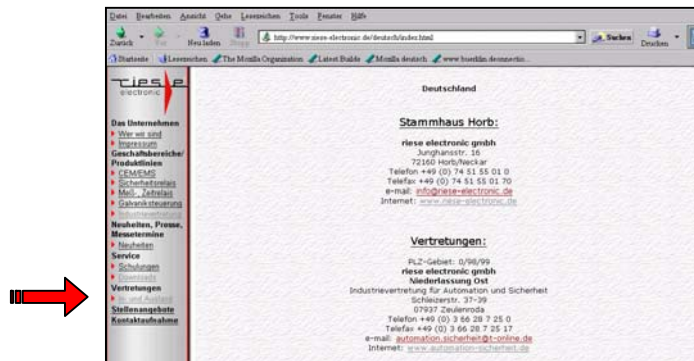 Datei Bearbeiten Ansicht Gehe Lesezeichen Tools Fenster Hilfe
Zurück Vor Neu laden Stopp
http://www.riese-electronic.de/deutsch/index.html
Suchen Drucken
Startseite Lesezeichen The Mozilla Organization Latest Builds Mozilla deutsch
riese
electronic
Das Unternehmen
Wer wir sind
Impressum
Geschäftsbereiche/
Produktlinien
CEM/EMS
Sicherheitsrelais
Meß-, Zeitrelais
Galvaniksteuerung
Industrievertretung
Neuheiten, Presse,
Messetermine
Neuheiten
Service
Schulungen
Downloads
Vertretungen
In- und Ausland
Stellenangebote
Kontaktaufnahme
Deutschland
Stammhaus Horb:
riese electronic gmbh
Junghansstr. 16
72160 Horb/Neckar
Telefon +49 (0) 74 51 55 01 0
Telefax +49 (0) 74 51 55 01 70
e-mail: info@riese-electronic.de
Internet: www.riese-electronic.de
Vertretungen:
PLZ-Gebiet: 0/98/99
riese electronic gmbh
Niederlassung Ost
Industrievertretung für Automation und Sicherheit
Schleizerstr. 37-39
07937 Zeulenroda
Telefon +49 (0) 3 66 28 7 25 0
Telefax +49 (0) 3 66 28 7 25 17
e-mail: automation.sicherheit@t-online.de
Internet: www.automation-sicherheit.de